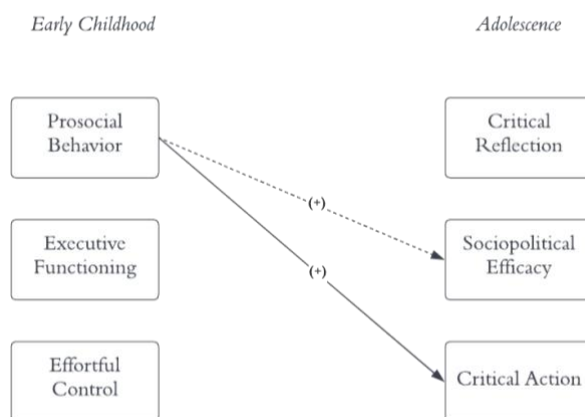 Early Childhood
Adolescence
Prosocial
Behavior
Critical
Reflection
(+)
Executive
Functioning
Sociopolitical
Efficacy
(+)
Effortful
Control
Critical Action